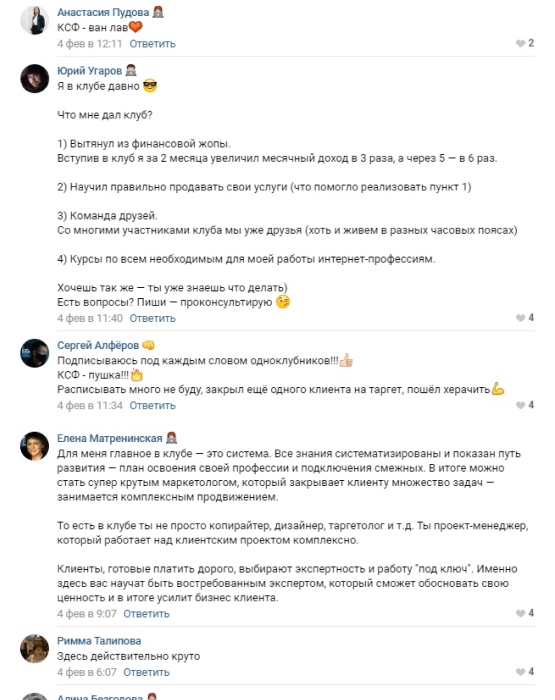 Анастасия Пудова
КСФ - ван лав
4 фев в 12:11 Ответить
2
Юрий Угаров
Я в клубе давно
Что мне дал клуб?
1) Вытянул из финансовой жопы.
Вступив в клуб я за 2 месяца увеличил месячный доход в 3 раза, а через 5 — в 6 раз.
2) Научил правильно продавать свои услуги (что помогло реализовать пункт 1)
3) Команда друзей.
Со многими участниками клуба мы уже друзья (хоть и живем в разных часовых поясах)
4) Курсы по всем необходимым для моей работы интернет-профессиям.
Хочешь так же — ты уже знаешь что делать)
Есть вопросы? Пиши — проконсультирую
4 фев в 11:40 Ответить
4
Сергей Алфёров
Подписываюсь под каждым словом одноклубников!!!
КСФ - пушка!!!
Расписывать много не буду, закрыл ещё одного клиента на таргет, пошёл херачить
4 фев в 11:34 Ответить
4
Елена Матренинская
Для меня главное в клубе — это система. Все знания систематизированы и показан путь
развития — план освоения своей профессии и подключения смежных. В итоге можно
стать супер крутым маркетологом, который закрывает клиенту множество задач —
занимается комплексным продвижением.
То есть в клубе ты не просто копирайтер, дизайнер, таргетолог и т.д. Ты проект-менеджер,
который работает над клиентским проектом комплексно.
Клиенты, готовые платить дорого, выбирают экспертность и работу "под ключ". Именно
здесь вас научат быть востребованным экспертом, который сможет обосновать свою
ценность и в итоге усилит бизнес клиента.
4 фев в 9:07 Ответить
4
Римма Талипова
Здесь действительно круто
4 фев в 6:07 Ответить
4
Алина Безголова